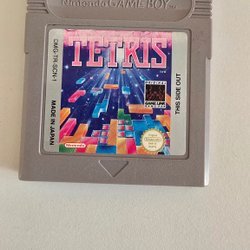 Nintendo GAME BOY
TETRIS
DMG-TR-SCN-1
MADE IN JAPAN
THIS SIDE OUT
Nintendo